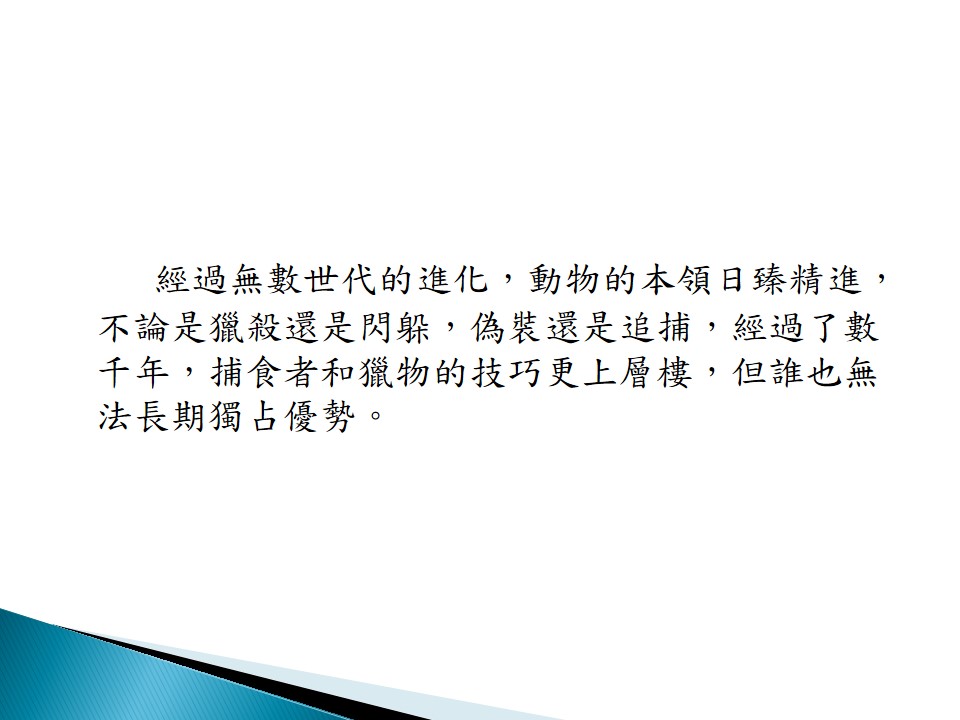 經過無數世代的進化，動物的本領日臻精進，
不論是獵殺還是閃躲，偽裝還是追捕，經過了數
千年，捕食者和獵物的技巧更上層樓，但誰也無
法長期獨占優勢。